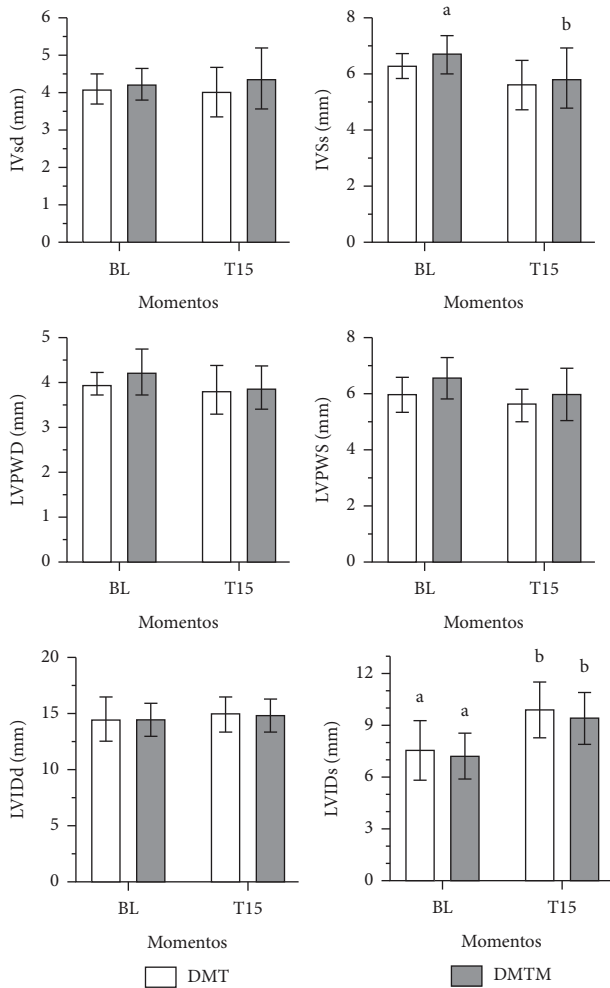 6
5
4
3
2
1
0
IVsd (mm)
BL
T15
Momentos
8
6
4
2
0
IVSs (mm)
a
b
BL
T15
Momentos
5
4
3
2
1
0
LVPWD (mm)
BL
T15
Momentos
8
6
4
2
0
LVPWS (mm)
BL
T15
Momentos
20
15
10
5
0
LVIDd (mm)
BL
T15
Momentos
12
9
6
3
0
LVIDs (mm)
a
a
b
b
BL
T15
Momentos
DMT
DMTM